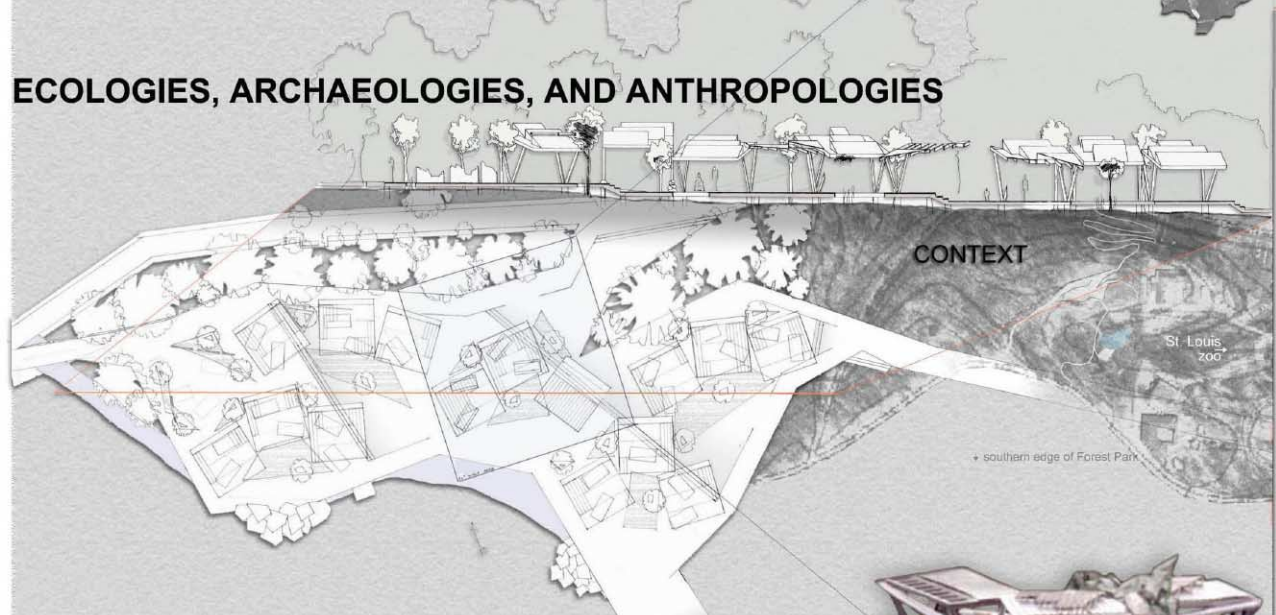 ECOLOGIES, ARCHAEOLOGIES, AND ANTHROPOLOGIES
CONTEXT
St. Louis
zoo
+ southern edge of Forest Park